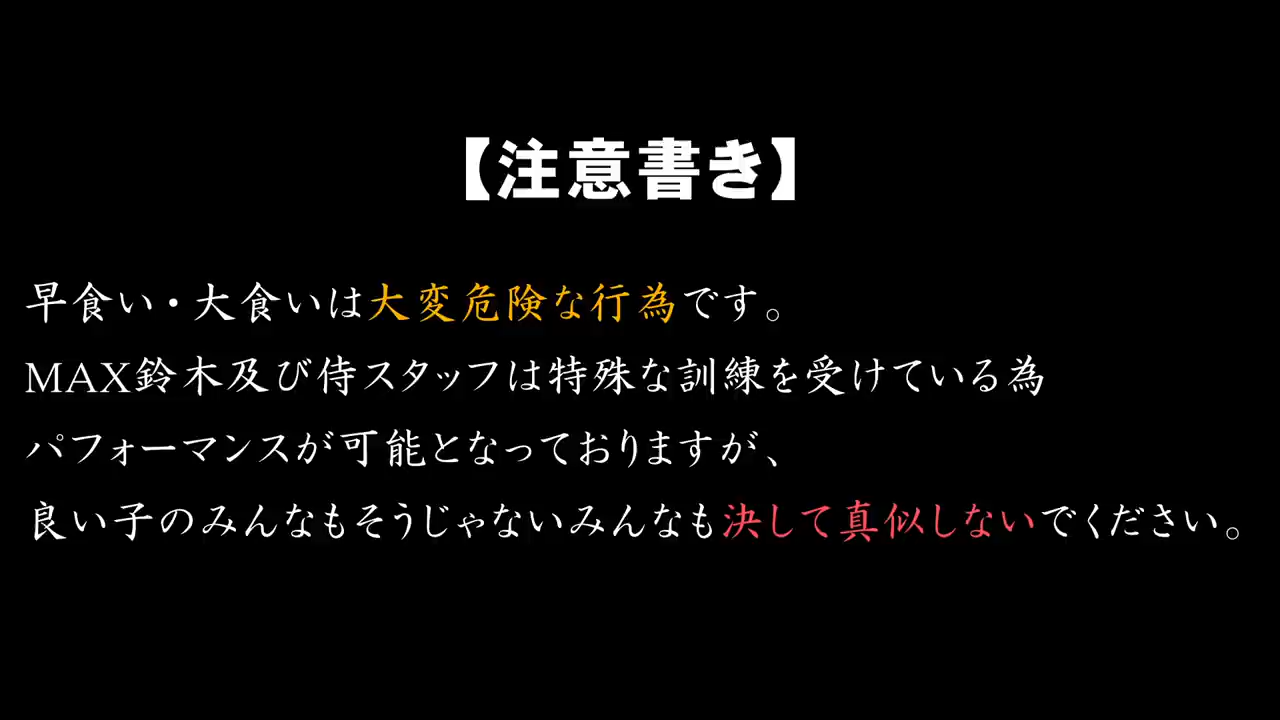 【注意書き】
早食い・大食いは大変危険な行為です。
MAX鈴木及び侍スタッフは特殊な訓練を受けている為
パフォーマンスが可能となっておりますが、
良い子のみんなもそうじゃないみんなも決して真似しないでください。